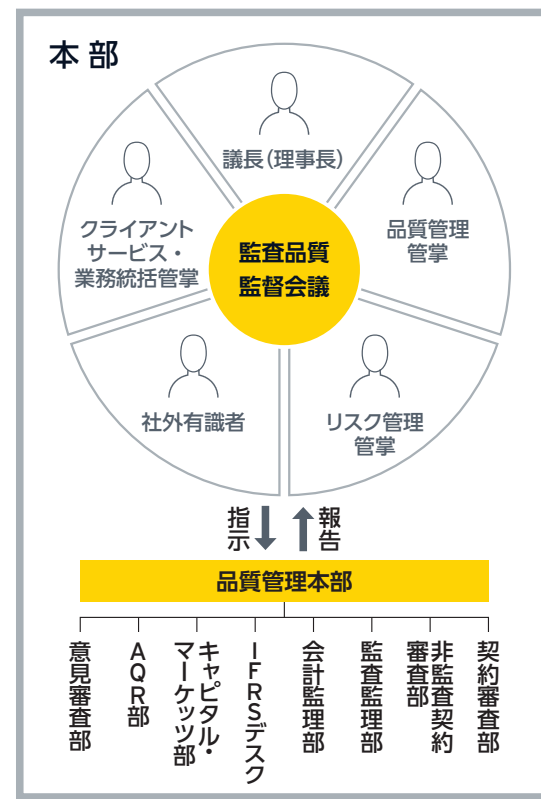 本部
議長(理事長)
クライアント
サービス・
業務統括管掌
品質管理
管掌
監査品質
監督会議
社外有識者
リスク管理
管掌
指示
報告
品質管理本部
意見審査部
AQR部
キャピタル・
マーケッツ部
IFRSデスク
会計監理部
監査監理部
非監査契約
審査部
契約審査部